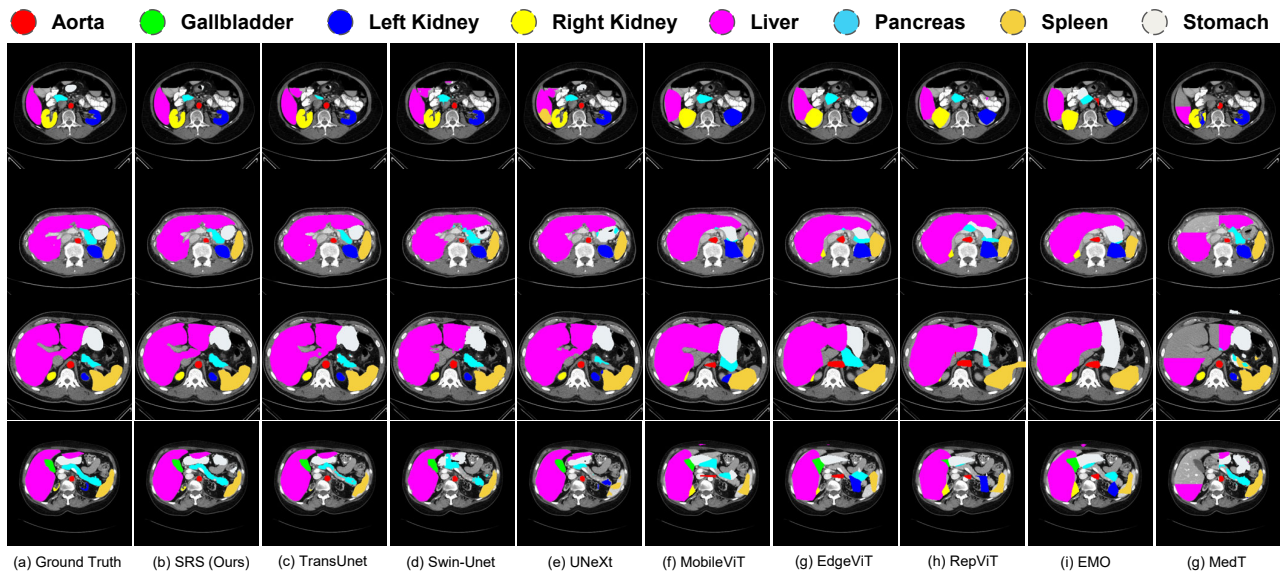 Aorta Gallbladder Left Kidney Right Kidney Liver Pancreas Spleen Stomach
(a) Ground Truth (b) SRS (Ours) (c) TransUnet (d) Swin-Unet (e) UNeXt (f) MobileViT (g) EdgeViT (h) RepViT (i) EMO (g) MedT